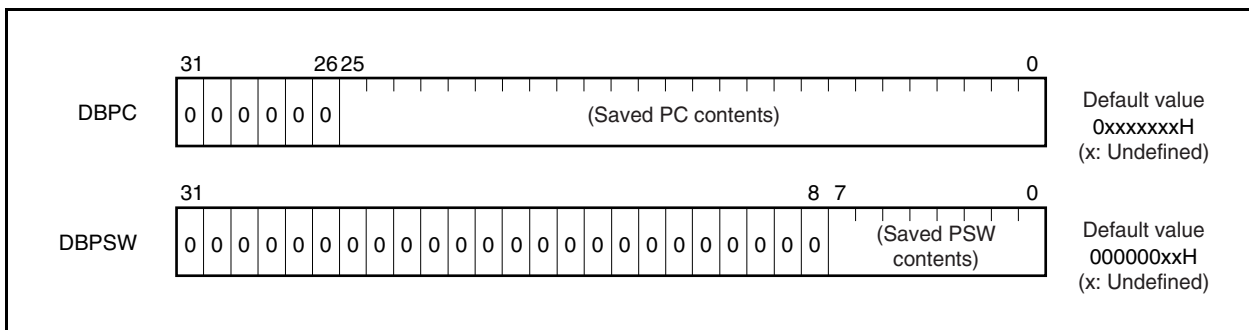 31 26 25 0
DBPC 0 0 0 0 0 0 (Saved PC contents) Default value
0xxxxxxxH
(x: Undefined)
31 8 7 0
DBPSW 0 0 0 0 0 0 0 0 0 0 0 0 0 0 0 0 0 0 0 0 0 0 0 0 (Saved PSW
contents) Default value
000000xxH
(x: Undefined)